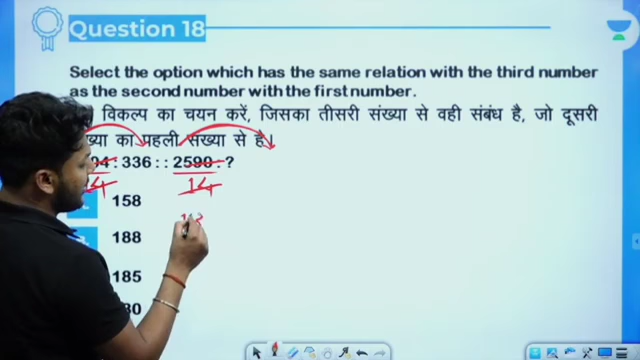 Question 18
Select the option which has the same relation with the third number
as the second number with the first number.
विकल्प का चयन करें, जिसका तीसरी संख्या से वही संबंध है, जो दूसरी
का पहली संख्या से है।
: 336 : : 2590 : ?
14 14
158
188
185